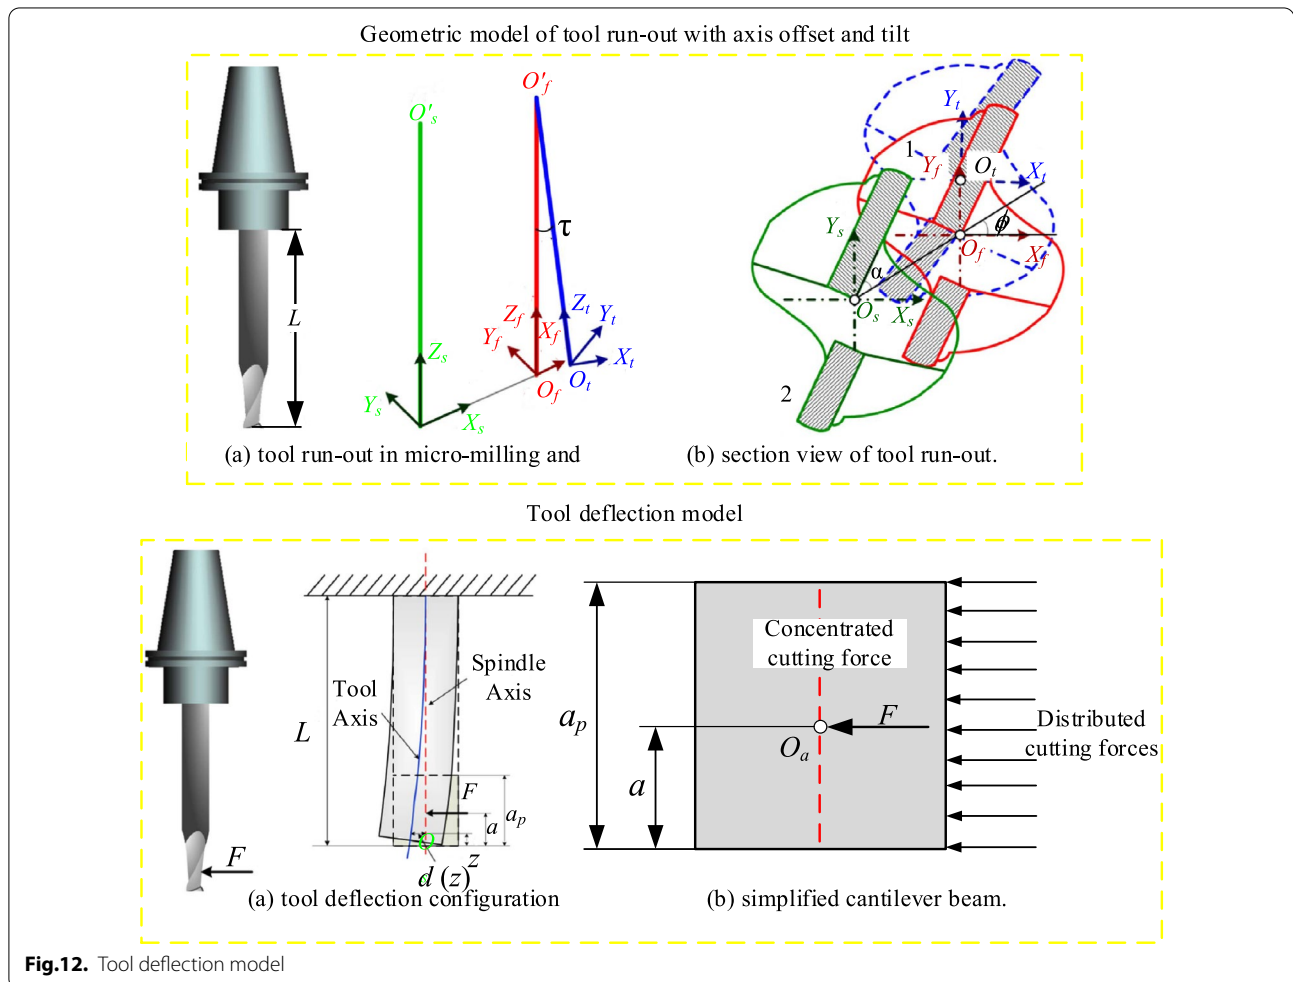 Geometric model of tool run-out with axis offset and tilt
L
O's
Zs
Ys
Xs
O'f
τ
Zf
Xf
Yf
Of
Zt
Yt
Xt
Ot
(a) tool run-out in micro-milling and
Yt
1
Yf
Ot
Xt
ϕ
Ys
Of
Xf
α
Os
Xs
2
(b) section view of tool run-out.
Tool deflection model
F
L
Tool
Axis
Spindle
Axis
F
a
ap
z
d (z)
(a) tool deflection configuration
ap
a
Concentrated
cutting force
F
Oa
Distributed
cutting forces
(b) simplified cantilever beam.
Fig.12. Tool deflection model